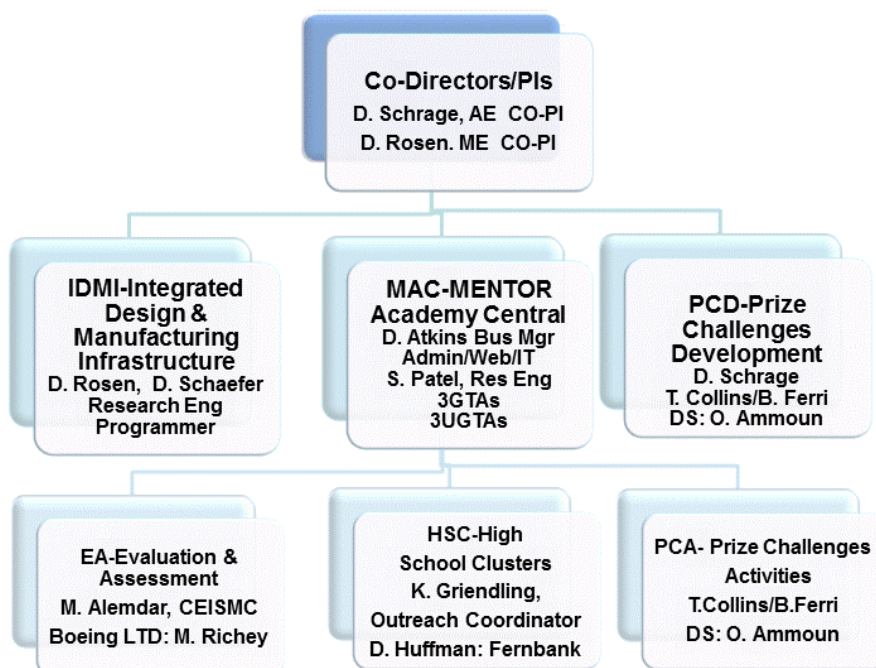 Co-Directors/PIs
D. Schrage, AE  CO-PI
D. Rosen. ME  CO-PI
IDMI-Integrated
Design &
Manufacturing
Infrastructure
D. Rosen,  D. Schaefer
Research Eng
Programmer
MAC-MENTOR
Academy Central
D. Atkins Bus Mgr
Admin/Web/IT
S. Patel, Res Eng
3GTAs
3UGTAs
PCD-Prize
Challenges
Development
D. Schrage
T. Collins/B. Ferri
DS: O. Ammoun
EA-Evaluation &
Assessment
M. Alemdar, CEISMC
Boeing LTD: M. Richey
HSC-High
School Clusters
K. Griendling,
Outreach Coordinator
D. Huffman: Fernbank
PCA- Prize Challenges
Activities
T.Collins/B.Ferri
DS: O. Ammoun